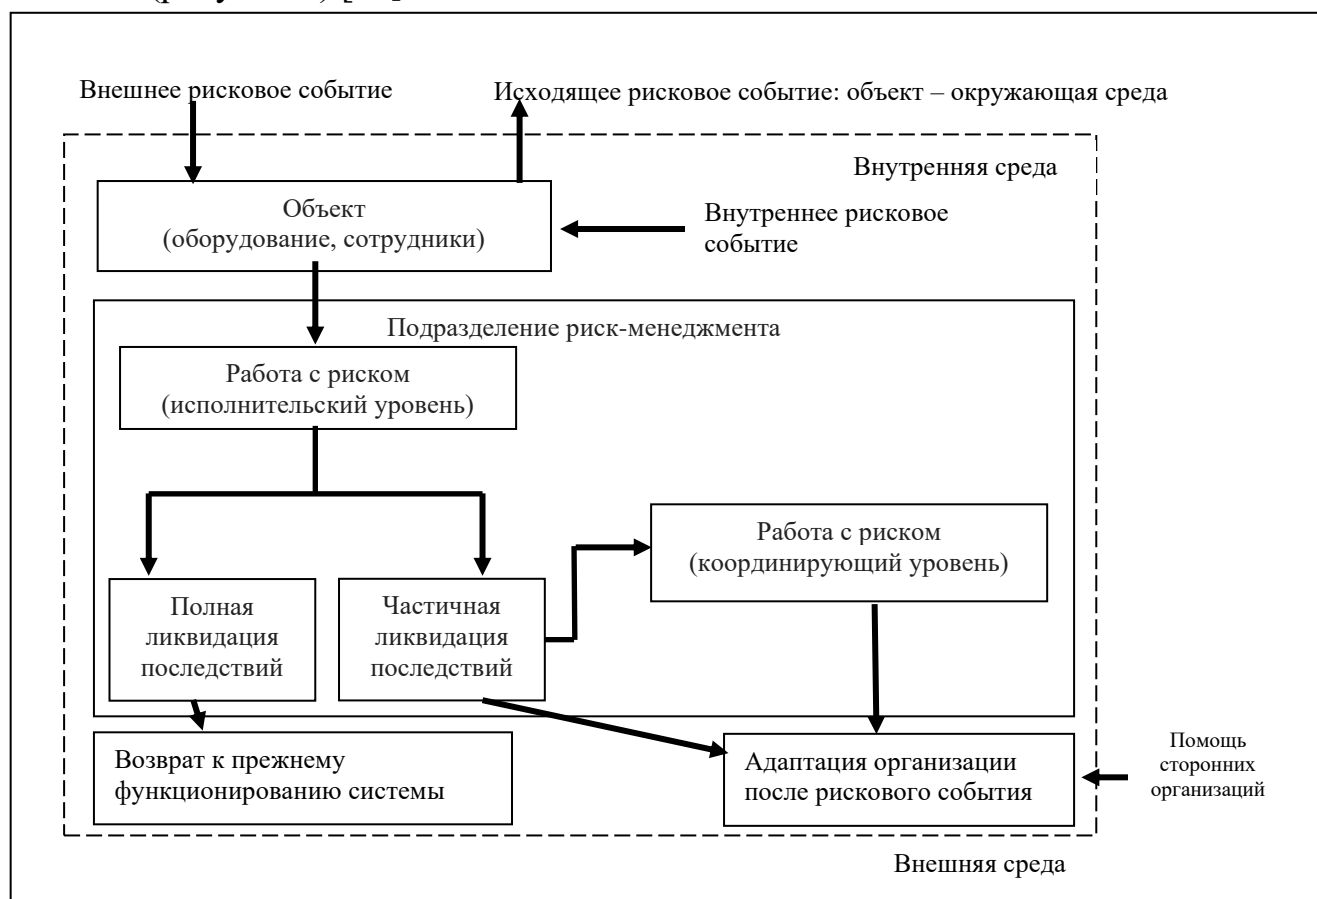 Внешнее рисковое событие
Исходящее рисковое событие: объект – окружающая среда
Внутренняя среда
Объект
(оборудование, сотрудники)
Внутреннее рисковое
событие
Подразделение риск-менеджмента
Работа с риском
(исполнительский уровень)
Работа с риском
(координирующий уровень)
Полная
ликвидация
последствий
Частичная
ликвидация
последствий
Возврат к прежнему
функционированию системы
Адаптация организации
после рискового события
Помощь
сторонних
организаций
Внешняя среда